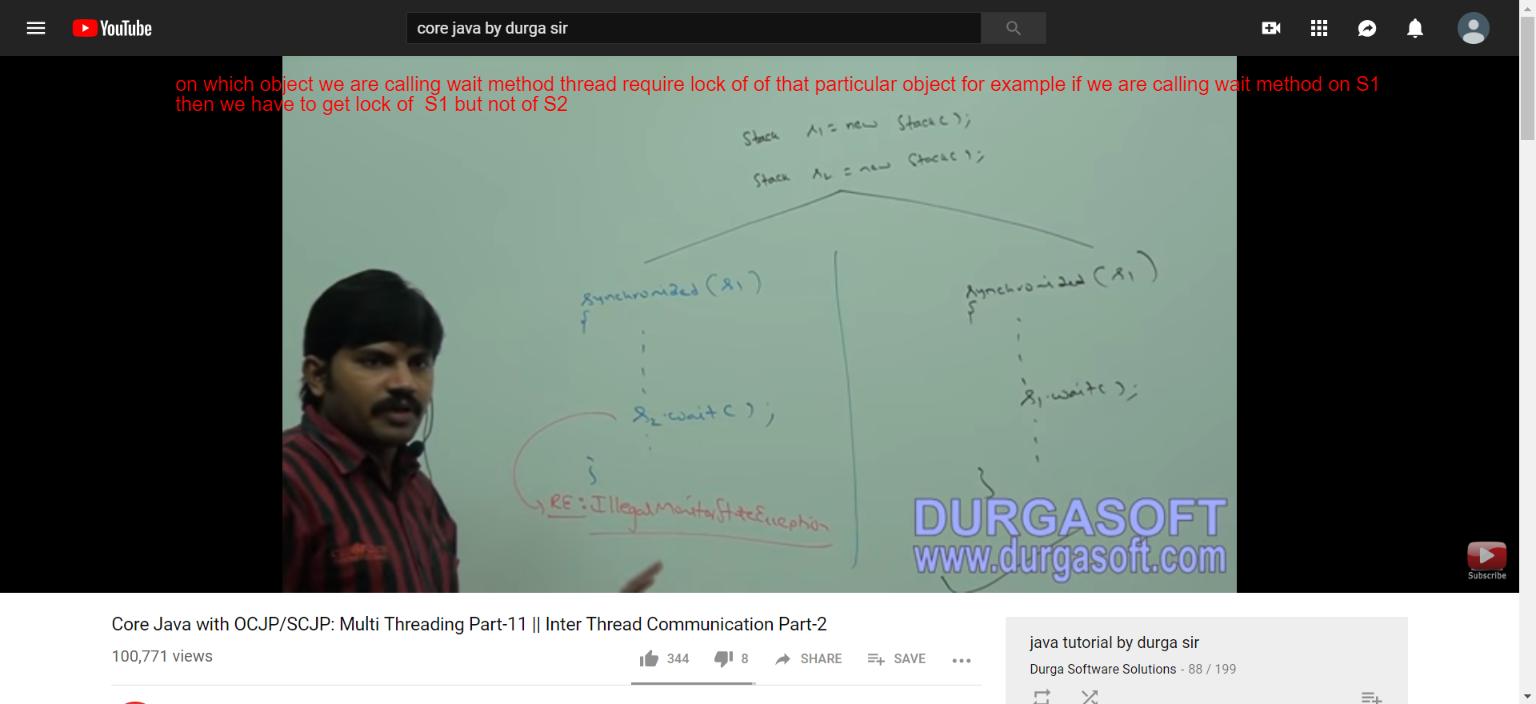 YouTube
core java by durga sir
on which object we are calling wait method thread require lock of of that particular object for example if we are calling wait method on S1
then we have to get lock of S1 but not of S2
Stack s1 = new Stack();
Stack s2 = new Stack();
synchronized (s1)
{
s2.wait();
}
RE: IllegalMonitorStateException
synchronized (s1)
{
s1.wait();
}
DURGASOFT
www.durgasoft.com
Subscribe
Core Java with OCJP/SCJP: Multi Threading Part-11 || Inter Thread Communication Part-2
100,771 views
344
8
SHARE
SAVE
java tutorial by durga sir
Durga Software Solutions - 88 / 199